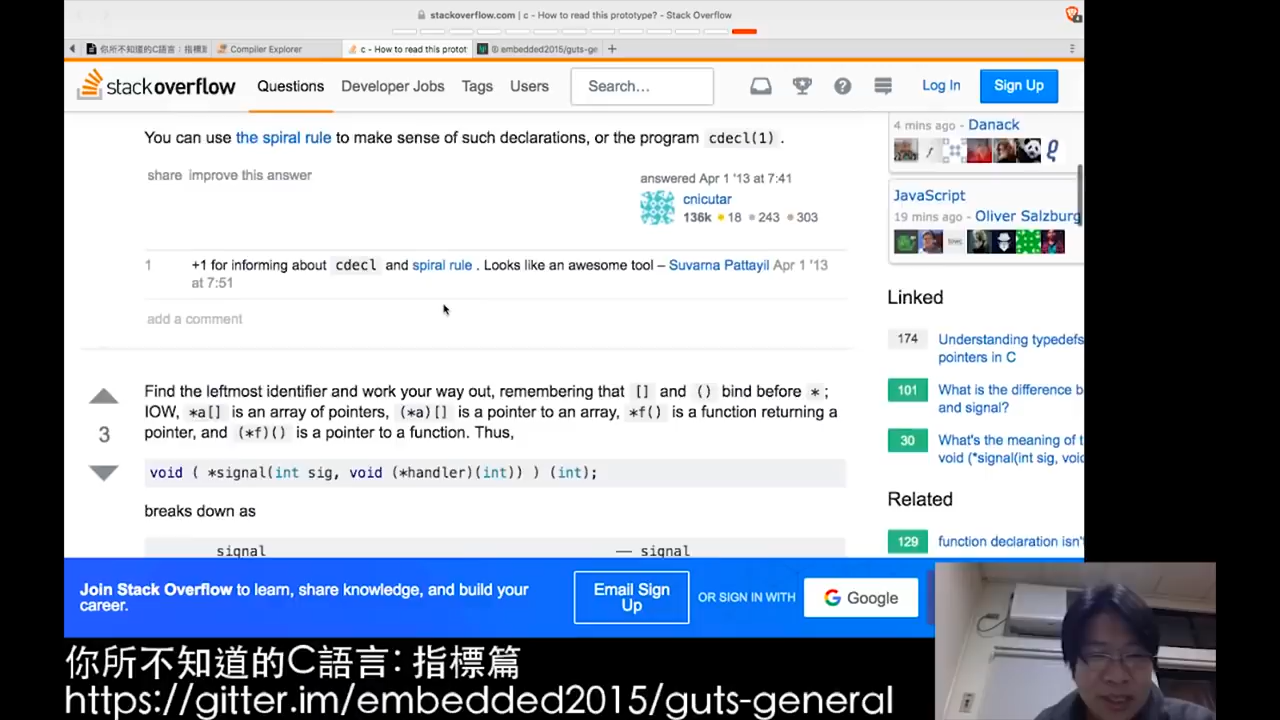 stackoverflow.com | c - How to read this prototype? - Stack Overflow
你所不知道的C語言：指標
Compiler Explorer
c - How to read this protot
embedded2015/guts-ge
stackoverflow
Questions
Developer Jobs
Tags
Users
Search...
Log In
Sign Up
You can use the spiral rule to make sense of such declarations, or the program cdecl(1) .
share improve this answer
answered Apr 1 '13 at 7:41
cnicutar
136k 18 243 303
1
+1 for informing about cdecl and spiral rule . Looks like an awesome tool – Suvarna Pattayil Apr 1 '13
at 7:51
add a comment
3
Find the leftmost identifier and work your way out, remembering that [] and () bind before * ;
IOW, *a[] is an array of pointers, (*a)[] is a pointer to an array, *f() is a function returning a
pointer, and (*f)() is a pointer to a function. Thus,
void ( *signal(int sig, void (*handler)(int)) ) (int);
breaks down as
signal — signal
4 mins ago - Danack
JavaScript
19 mins ago - Oliver Salzburg
Linked
174 Understanding typedefs
pointers in C
101 What is the difference b
and signal?
30 What's the meaning of t
void (*signal(int sig, void
Related
129 function declaration isn'
Join Stack Overflow to learn, share knowledge, and build your
career.
Email Sign
Up
OR SIGN IN WITH
Google
你所不知道的C語言: 指標篇
https://gitter.im/embedded2015/guts-general